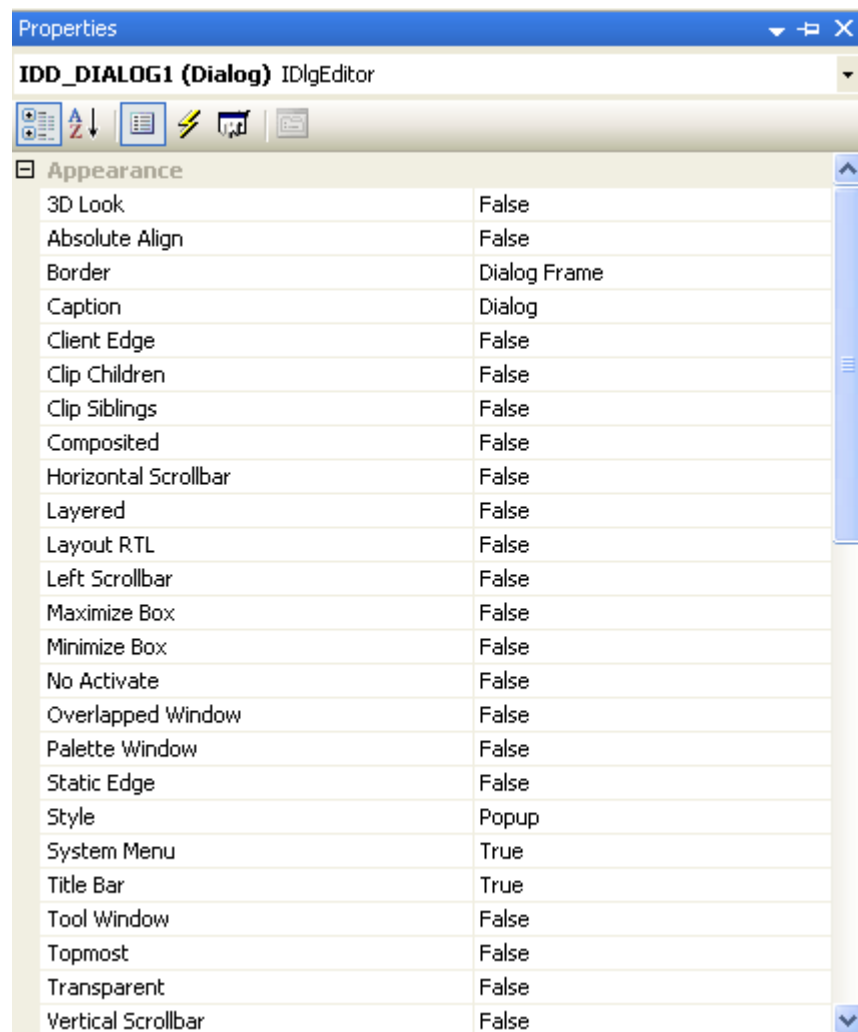 Properties
IDD_DIALOG1 (Dialog) IDlgEditor
Appearance
3D Look False
Absolute Align False
Border Dialog Frame
Caption Dialog
Client Edge False
Clip Children False
Clip Siblings False
Composited False
Horizontal Scrollbar False
Layered False
Layout RTL False
Left Scrollbar False
Maximize Box False
Minimize Box False
No Activate False
Overlapped Window False
Palette Window False
Static Edge False
Style Popup
System Menu True
Title Bar True
Tool Window False
Topmost False
Transparent False
Vertical Scrollbar False